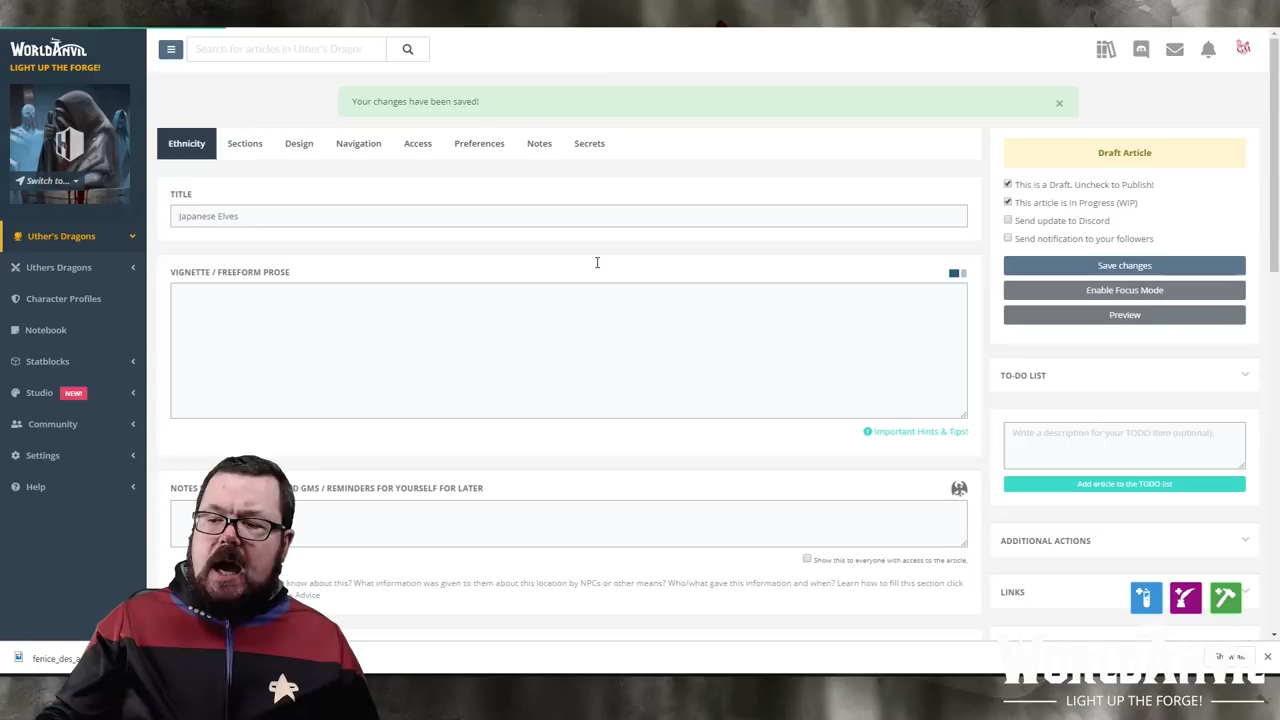 WORLDANVIL
LIGHT UP THE FORGE!
Search for articles in Uther's Dragor
Switch to...
Your changes have been saved!
×
Ethnicity
Sections
Design
Navigation
Access
Preferences
Notes
Secrets
Draft Article
This is a Draft. Uncheck to Publish!
This article is in Progress (WIP)
Send update to Discord
Send notification to your followers
Save changes
Enable Focus Mode
Preview
TITLE
Japanese Elves
Uther's Dragons
Uthers Dragons
Character Profiles
Notebook
Statblocks
Studio NEW!
Community
Settings
Help
VIGNETTE / FREEFORM PROSE
Important Hints & Tips!
TO-DO LIST
Write a description for your TODO item (optional).
Add article to the TODO list
NOTES
D GMS / REMINDERS FOR YOURSELF FOR LATER
Show this to everyone with access to the article.
know about this? What information was given to them about this location by NPCs or other means? Who/what gave this information and when? Learn how to fill this section click
Advice
ADDITIONAL ACTIONS
LINKS
fenice_des_a
WORLDANVIL
LIGHT UP THE FORGE!